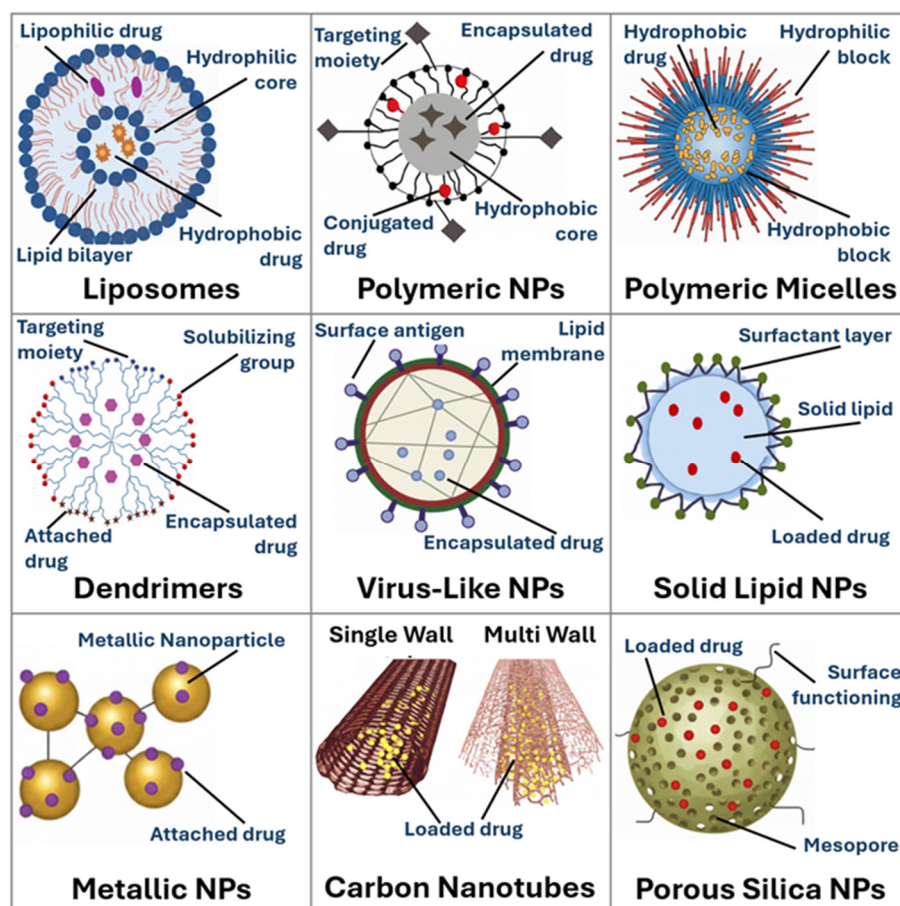 Lipophilic drug
Hydrophilic
core
Lipid bilayer
Hydrophobic
drug
Liposomes
Targeting
moiety
Encapsulated
drug
Conjugated
drug
Hydrophobic
core
Polymeric NPs
Hydrophobic
drug
Hydrophilic
block
Hydrophobic
block
Polymeric Micelles
Targeting
moiety
Solubilizing
group
Attached
drug
Encapsulated
drug
Dendrimers
Surface antigen
Lipid
membrane
Encapsulated drug
Virus-Like NPs
Surfactant layer
Solid lipid
Loaded drug
Solid Lipid NPs
Metallic Nanoparticle
Attached drug
Metallic NPs
Single Wall
Multi Wall
Loaded drug
Carbon Nanotubes
Loaded drug
Surface
functioning
Mesopore
Porous Silica NPs